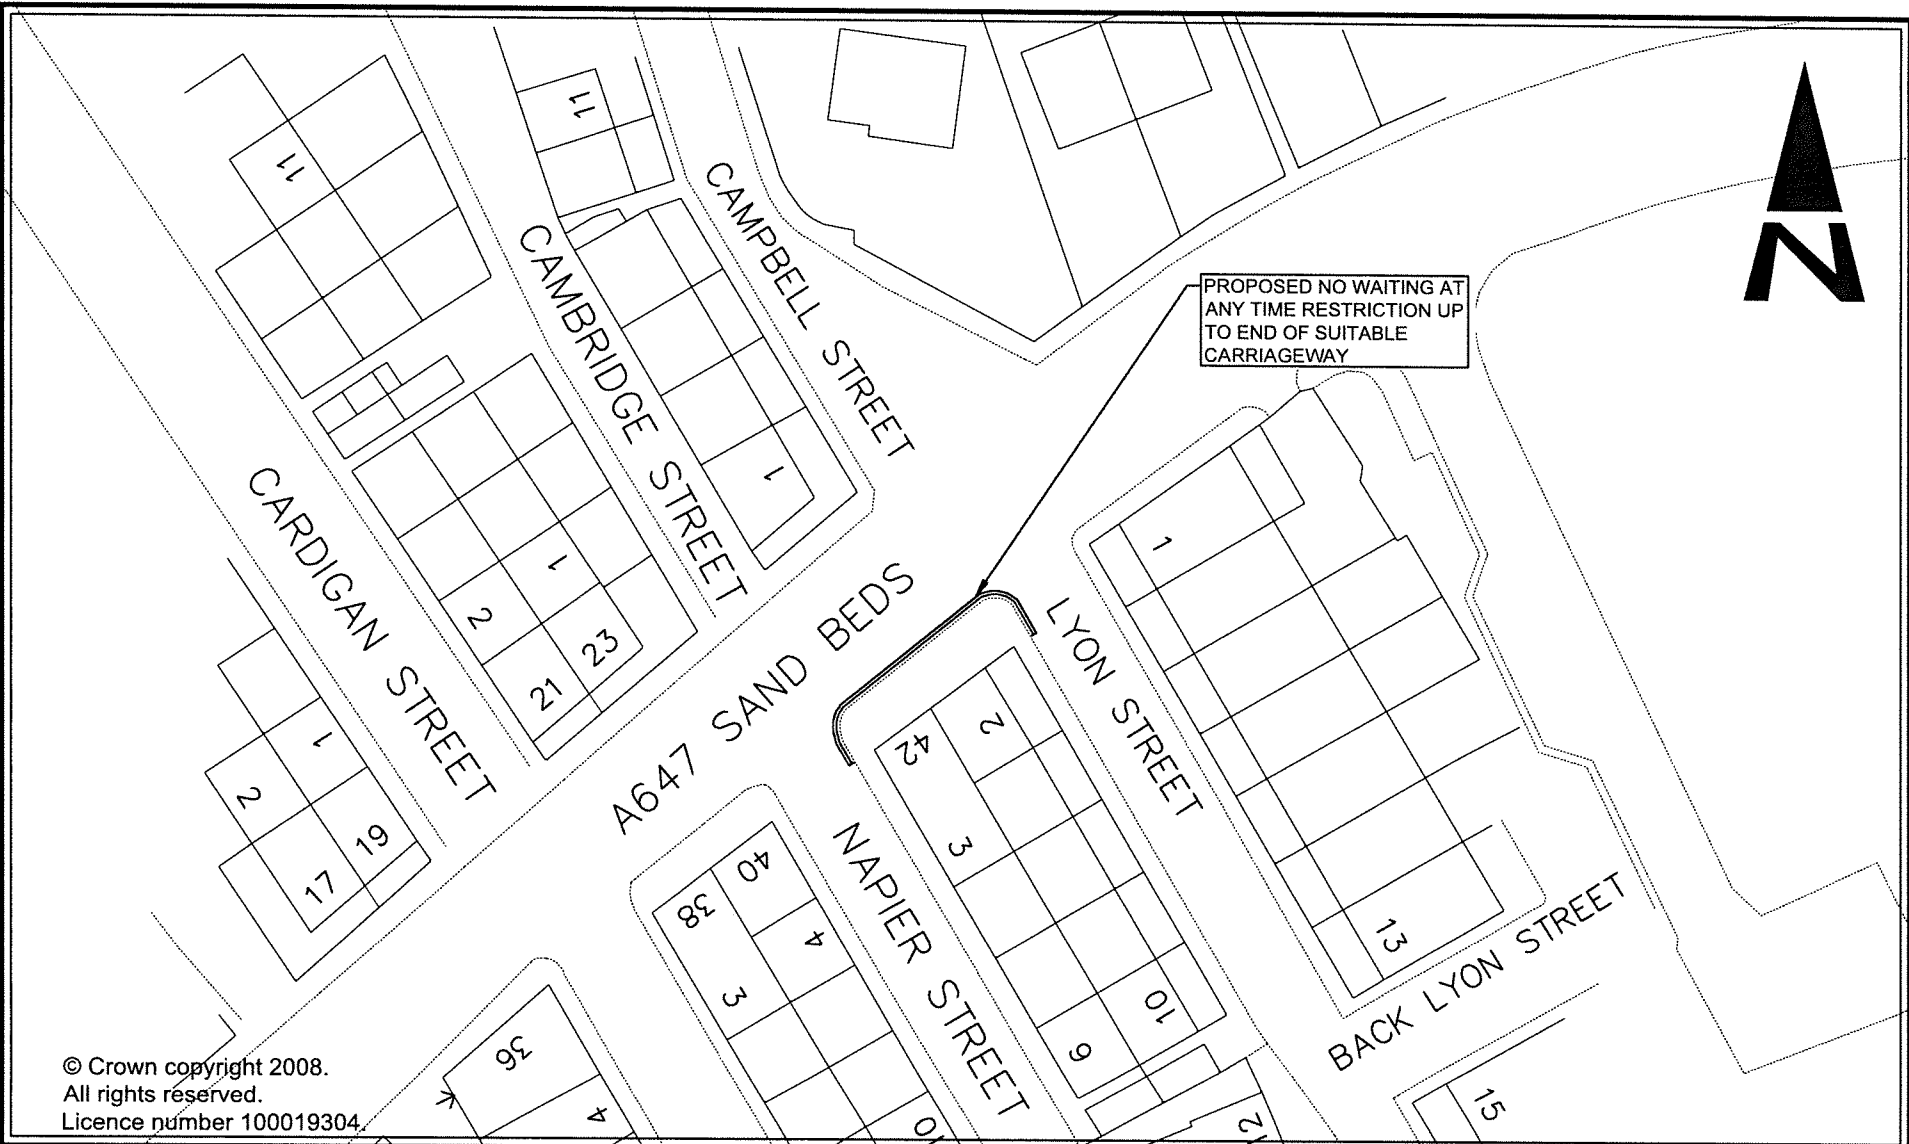 11
11
CAMPBELL STREET
CAMBRIDGE STREET
N
PROPOSED NO WAITING AT
ANY TIME RESTRICTION UP
TO END OF SUITABLE
CARRIAGEWAY
1
CARDIGAN STREET
1
2
23
21
1
A647 SAND BEDS
LYON STREET
2
42
1
2
19
17
3
NAPIER STREET
40
38
4
3
13
BACK LYON STREET
10
9
36
4
10
12
15
© Crown copyright 2008.
All rights reserved.
Licence number 100019304.